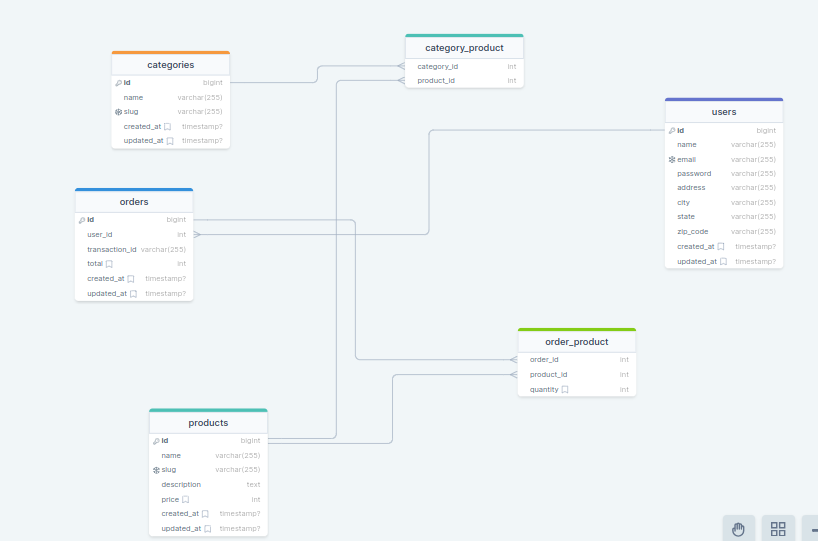 categories
id bigint
name varchar(255)
slug varchar(255)
created_at timestamp?
updated_at timestamp?
category_product
category_id int
product_id int
users
id bigint
name varchar(255)
email varchar(255)
password varchar(255)
address varchar(255)
city varchar(255)
state varchar(255)
zip_code varchar(255)
created_at timestamp?
updated_at timestamp?
orders
id bigint
user_id int
transaction_id varchar(255)
total int
created_at timestamp?
updated_at timestamp?
order_product
order_id int
product_id int
quantity int
products
id bigint
name varchar(255)
slug varchar(255)
description text
price int
created_at timestamp?
updated_at timestamp?